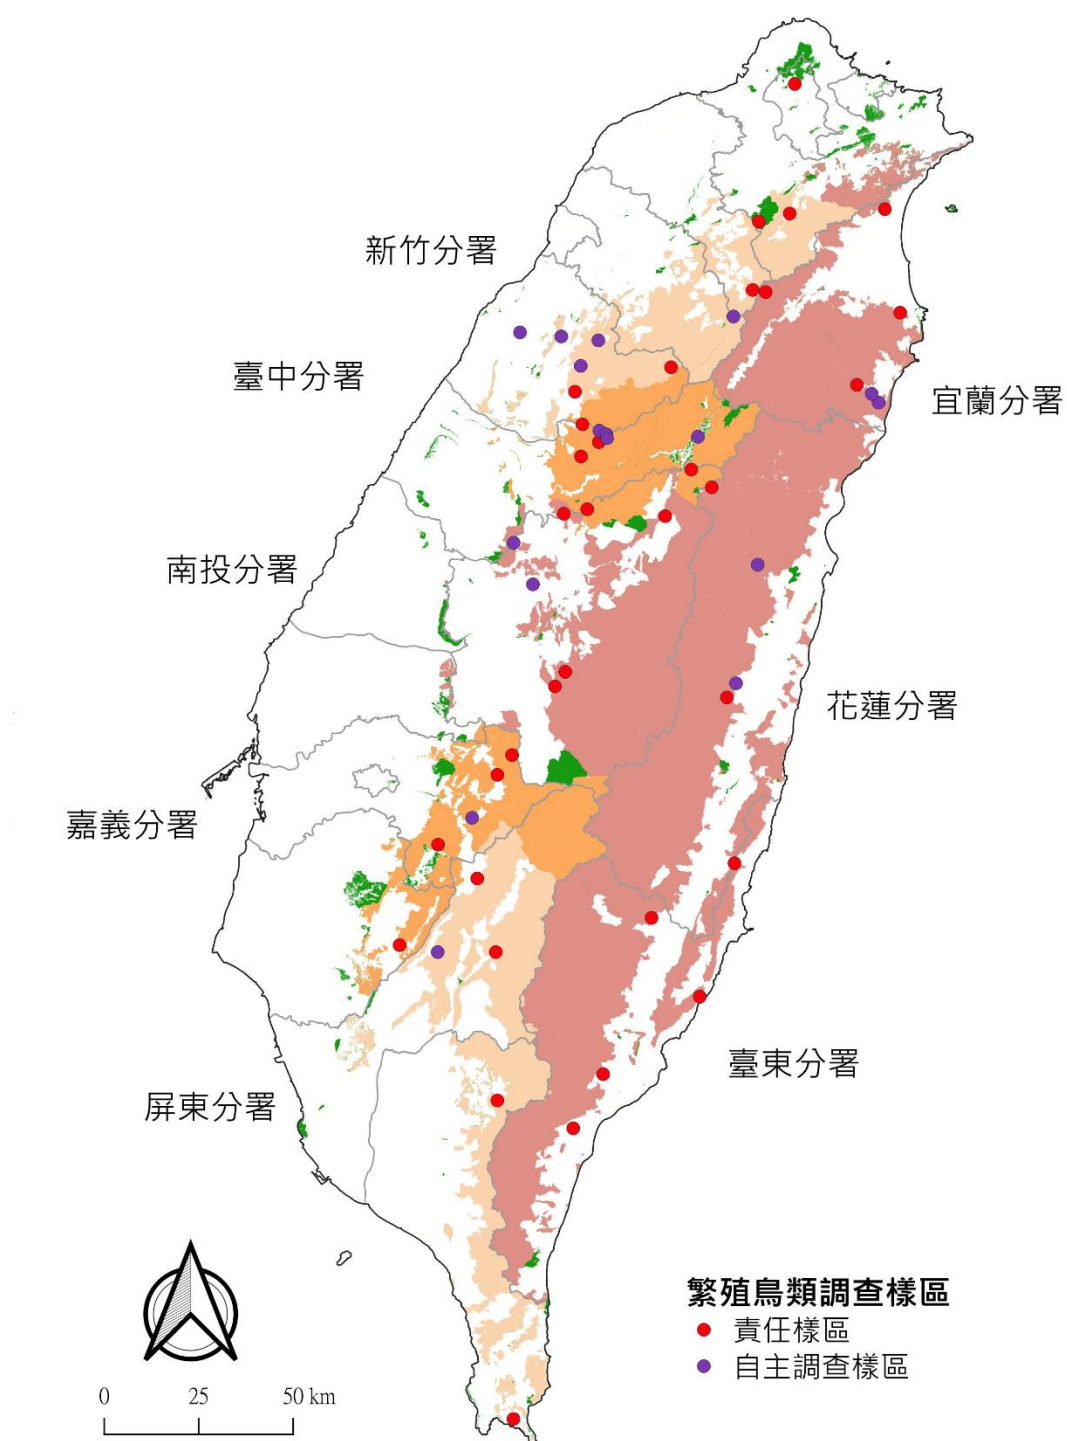 新竹分署
臺中分署
宜蘭分署
南投分署
花蓮分署
嘉義分署
臺東分署
屏東分署
繁殖鳥類調查樣區
責任樣區
自主調查樣區
0 25 50 km